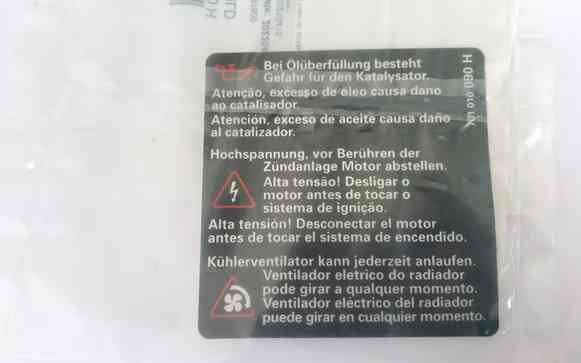 Bei Ölüberfüllung besteht
Gefahr für den Katalysator.
Atenção, excesso de óleo causa dano
ao catalisador.
Atención, exceso de aceite causa daño
al catalizador.
Hochspannung, vor Berühren der
Zündanlage Motor abstellen.
Alta tensão! Desligar o
motor antes de tocar o
sistema de ignição.
Alta tensión! Desconectar el motor
antes de tocar el sistema de encendido.
Kühlerventilator kann jederzeit anlaufen.
Ventilador eletrico do radiador
pode girar a qualquer momento.
Ventilador eléctrico del radiador
puede girar en cualquier momento.
H 060 010